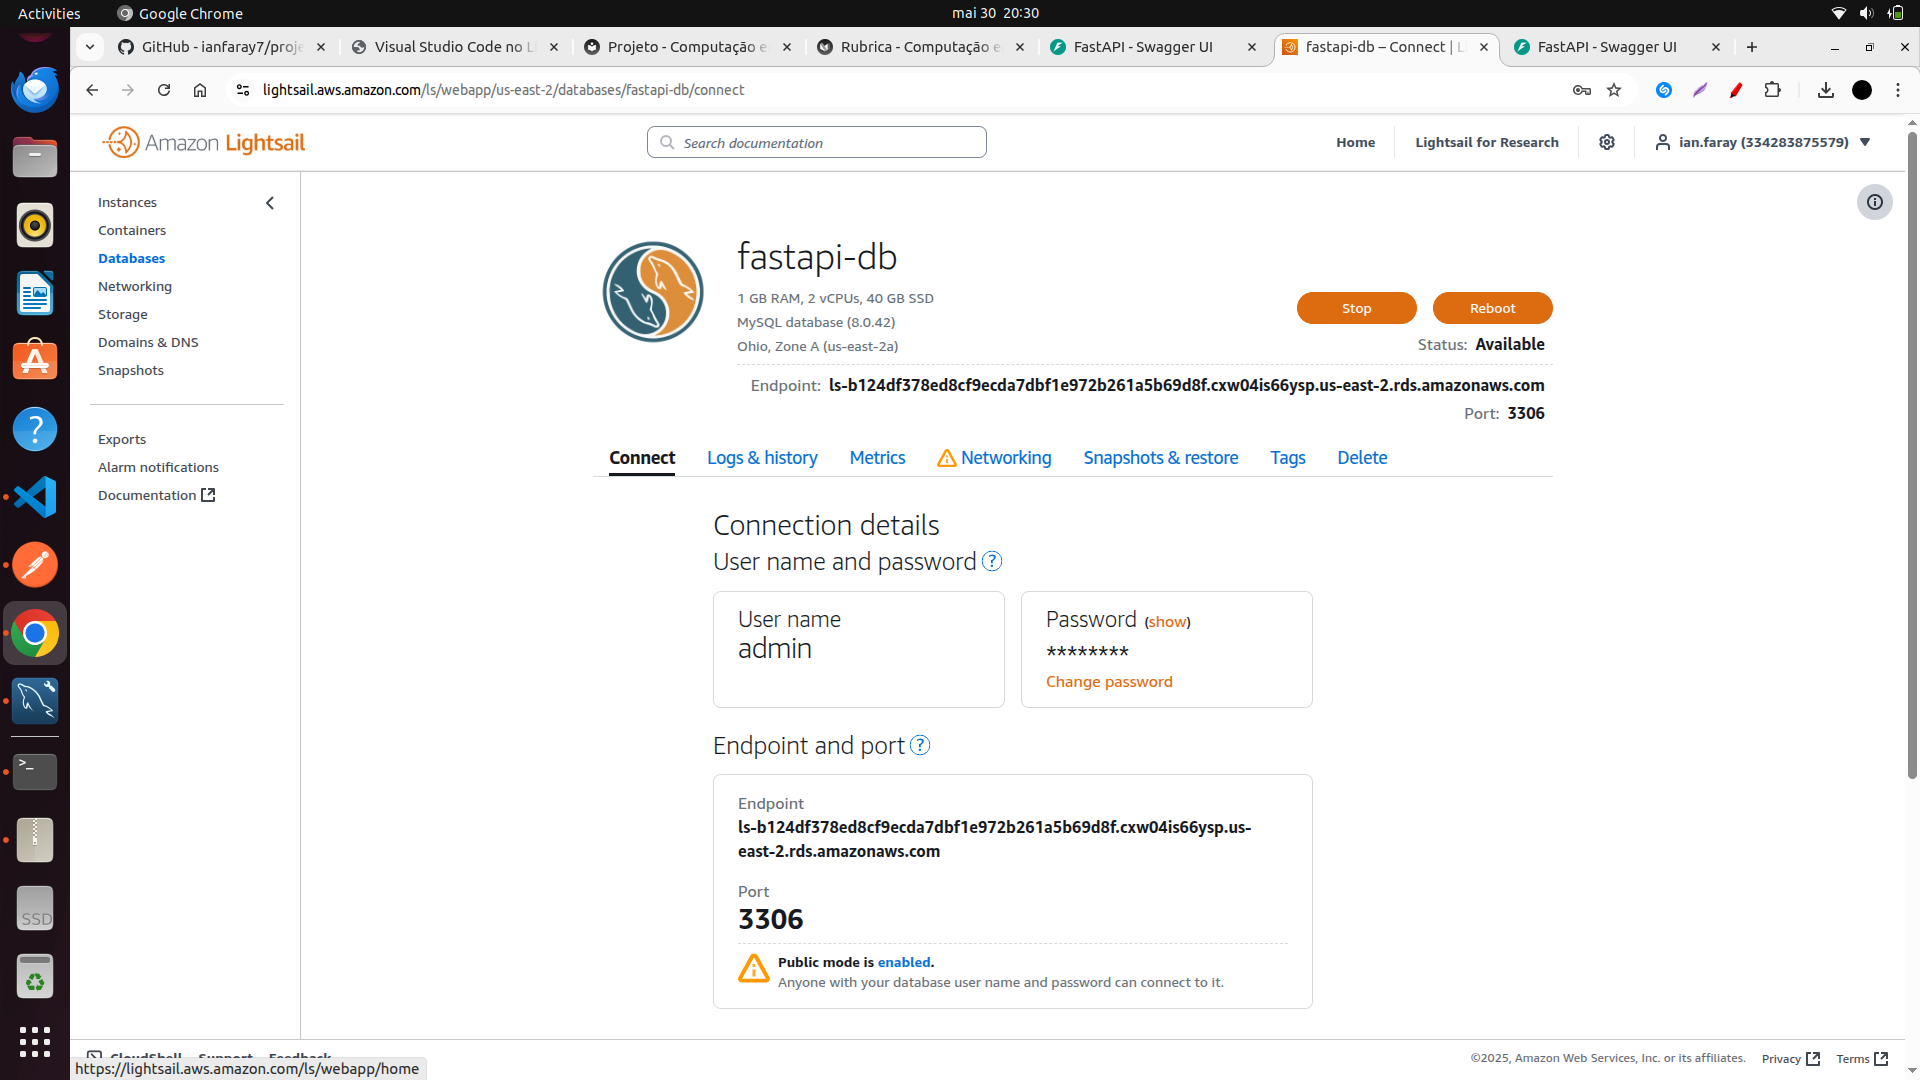 Activities
Google Chrome
mai 30 20:30
GitHub - ianfaray7/proje
Visual Studio Code no L
Projeto - Computação e
Rubrica - Computação e
FastAPI - Swagger UI
fastapi-db – Connect | L
FastAPI - Swagger UI
lightsail.aws.amazon.com/ls/webapp/us-east-2/databases/fastapi-db/connect
Amazon Lightsail
Search documentation
Home
Lightsail for Research
ian.faray (334283875579)
Instances
Containers
Databases
Networking
Storage
Domains & DNS
Snapshots
Exports
Alarm notifications
Documentation
fastapi-db
1 GB RAM, 2 vCPUs, 40 GB SSD
MySQL database (8.0.42)
Ohio, Zone A (us-east-2a)
Stop
Reboot
Status: Available
Endpoint: ls-b124df378ed8cf9ecda7dbf1e972b261a5b69d8f.cxw04is66ysp.us-east-2.rds.amazonaws.com
Port: 3306
Connect
Logs & history
Metrics
Networking
Snapshots & restore
Tags
Delete
Connection details
User name and password ?
User name
admin
Password (show)
********
Change password
Endpoint and port ?
Endpoint
ls-b124df378ed8cf9ecda7dbf1e972b261a5b69d8f.cxw04is66ysp.us-
east-2.rds.amazonaws.com
Port
3306
Public mode is enabled.
Anyone with your database user name and password can connect to it.
SSD
CloudShell
Support
Feedback
©2025, Amazon Web Services, Inc. or its affiliates.
Privacy
Terms
https://lightsail.aws.amazon.com/ls/webapp/home